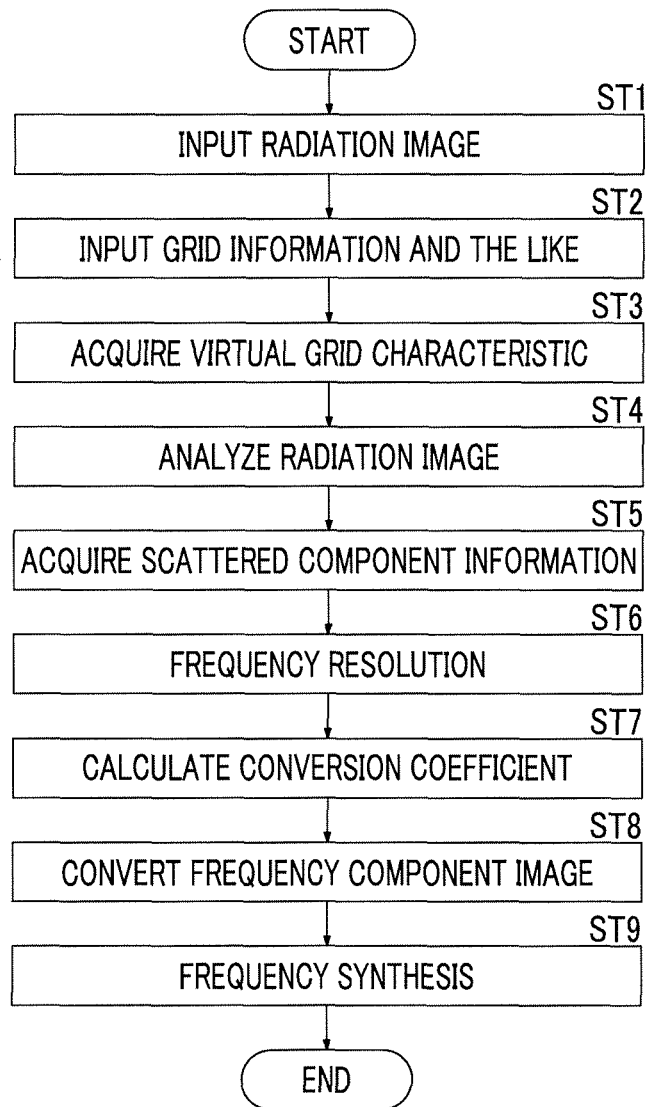 START
ST1
INPUT RADIATION IMAGE
ST2
INPUT GRID INFORMATION AND THE LIKE
ST3
ACQUIRE VIRTUAL GRID CHARACTERISTIC
ST4
ANALYZE RADIATION IMAGE
ST5
ACQUIRE SCATTERED COMPONENT INFORMATION
ST6
FREQUENCY RESOLUTION
ST7
CALCULATE CONVERSION COEFFICIENT
ST8
CONVERT FREQUENCY COMPONENT IMAGE
ST9
FREQUENCY SYNTHESIS
END